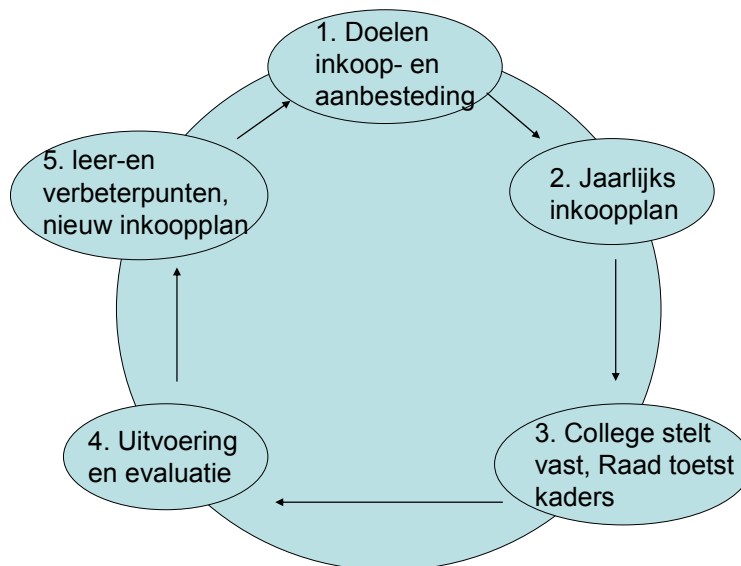 1. Doelen
inkoop- en
aanbesteding
2. Jaarlijks
inkoopplan
3. College stelt
vast, Raad toetst
kaders
4. Uitvoering
en evaluatie
5. leer-en
verbeterpunten,
nieuw inkoopplan